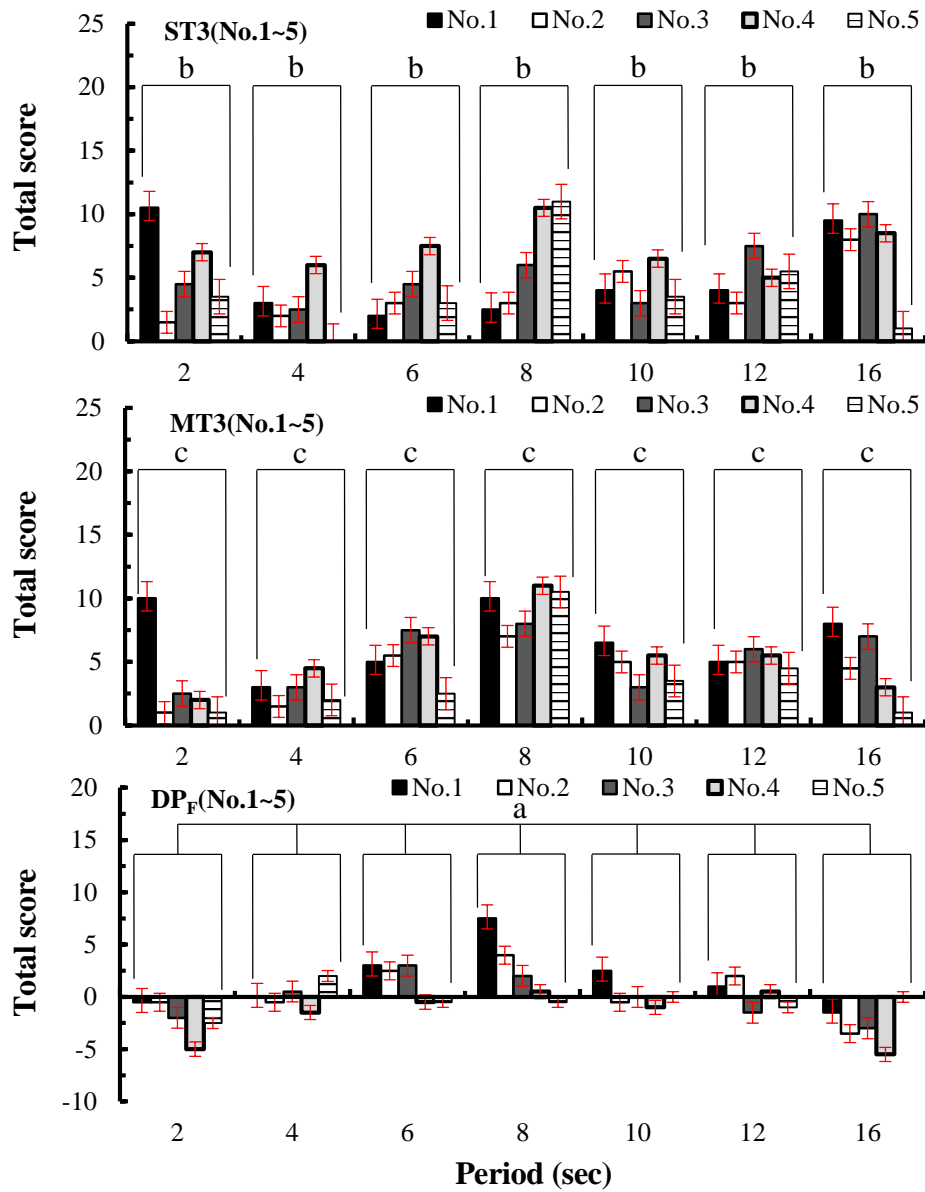 ST3(No.1~5) No.1 No.2 No.3 No.4 No.5
b b b b b b b
25
20
15
10
5
0
Total score
2 4 6 8 10 12 16
MT3(No.1~5) No.1 No.2 No.3 No.4 No.5
c c c c c c c
25
20
15
10
5
0
Total score
2 4 6 8 10 12 16
DPF(No.1~5) No.1 No.2 No.3 No.4 No.5
a
20
15
10
5
0
-5
-10
Total score
2 4 6 8 10 12 16
Period (sec)